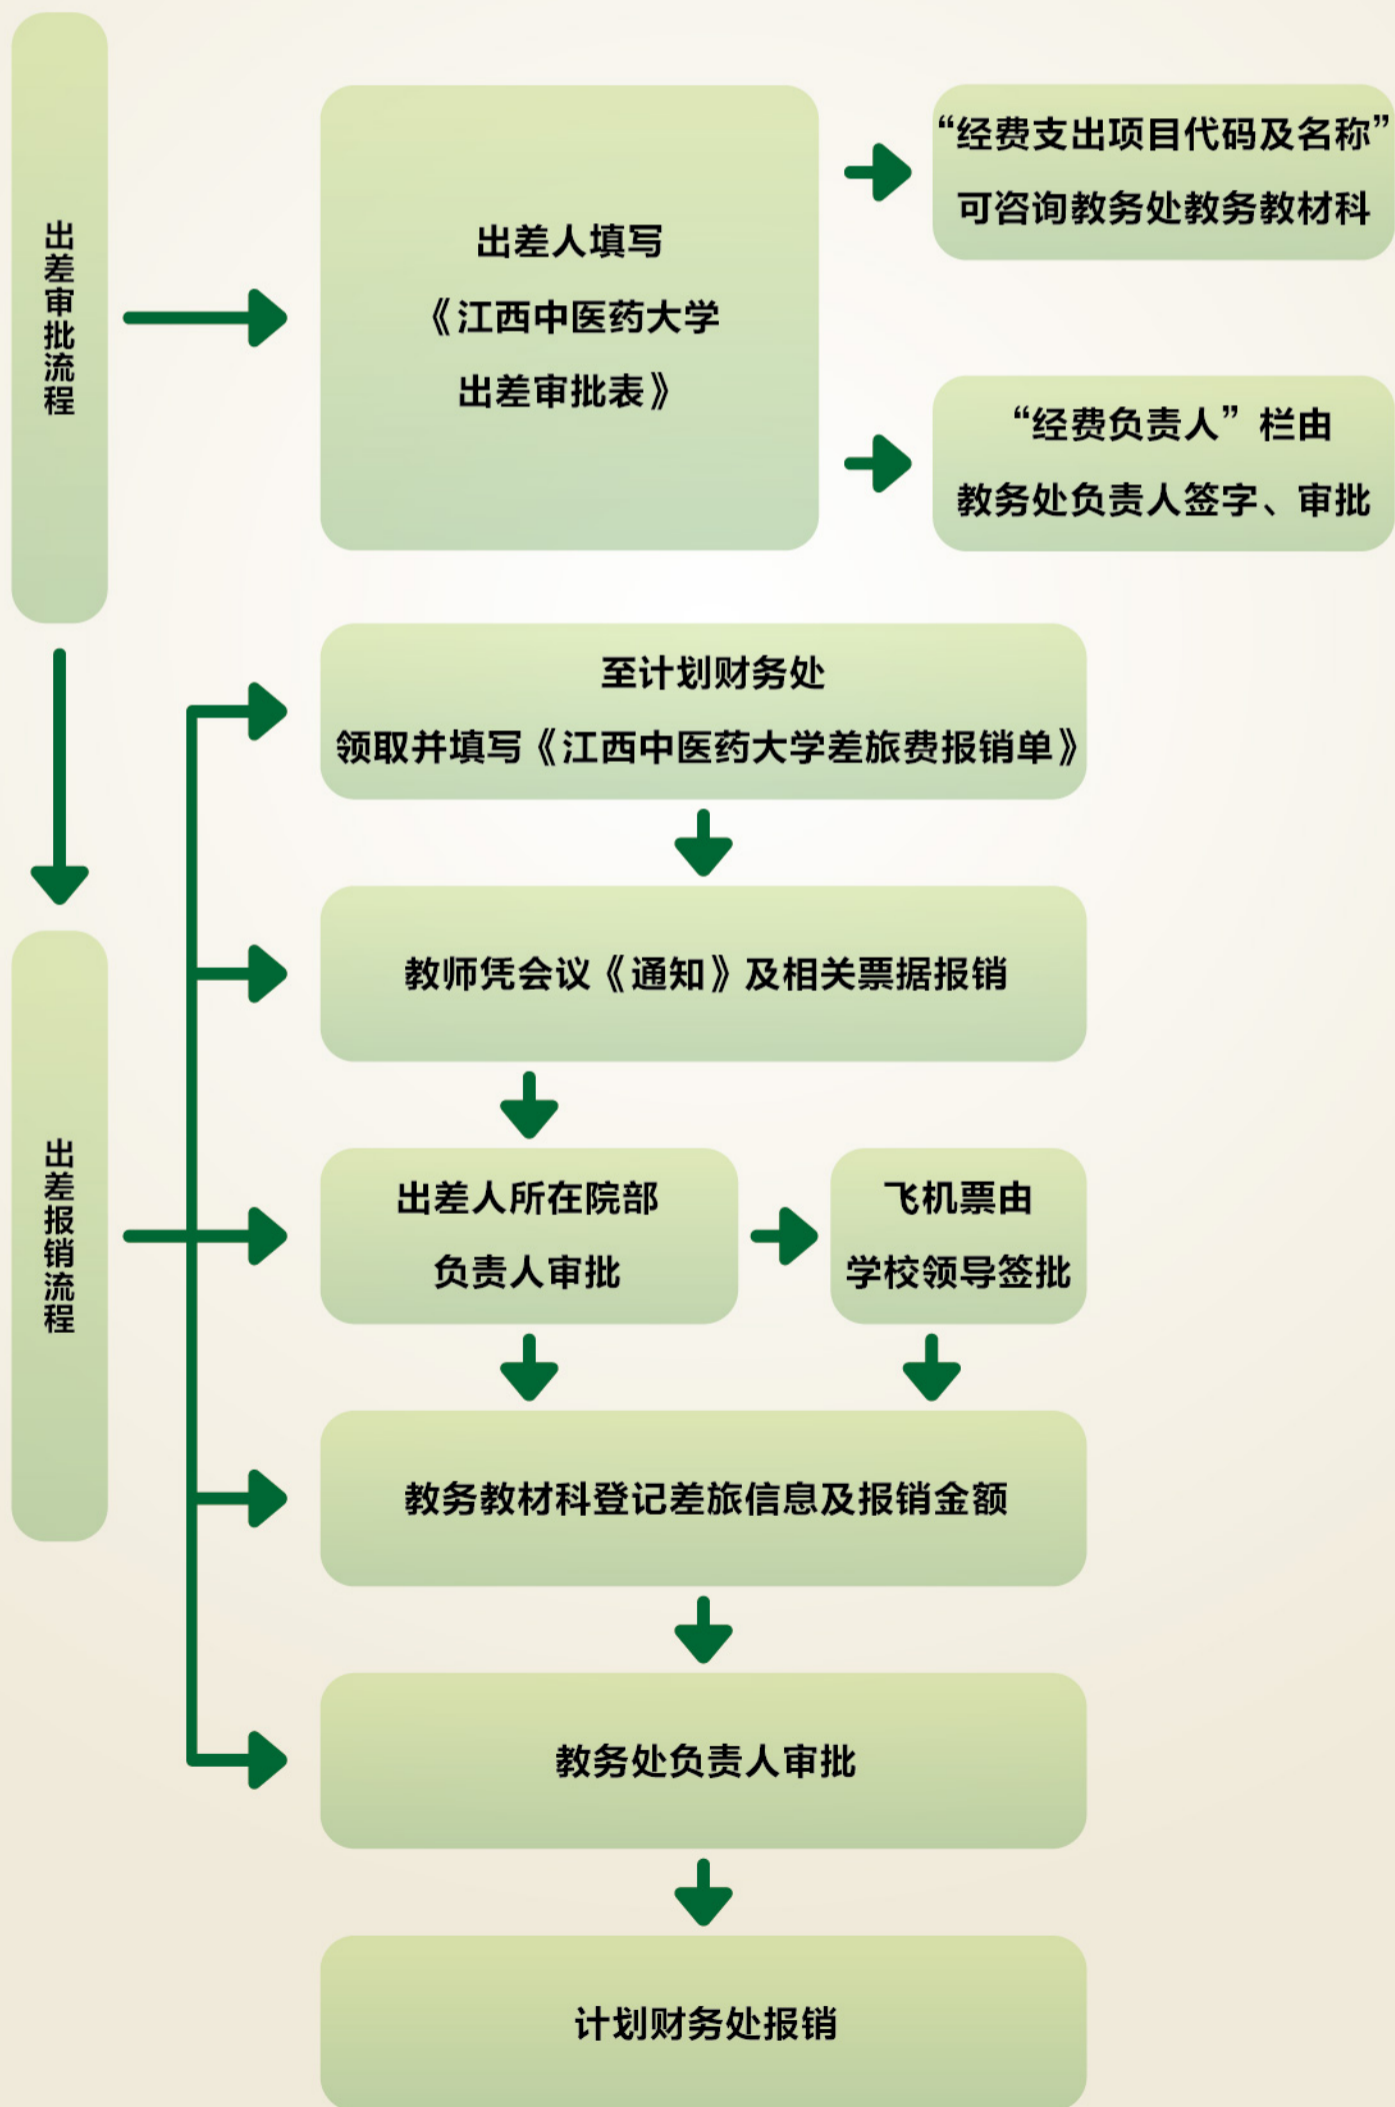 出差审批流程
出差人填写
《江西中医药大学
出差审批表》
“经费支出项目代码及名称”
可咨询教务处教务教材科
“经费负责人”栏由
教务处负责人签字、审批
出差报销流程
至计划财务处
领取并填写《江西中医药大学差旅费报销单》
教师凭会议《通知》及相关票据报销
出差人所在院部
负责人审批
飞机票由
学校领导签批
教务教材科登记差旅信息及报销金额
教务处负责人审批
计划财务处报销